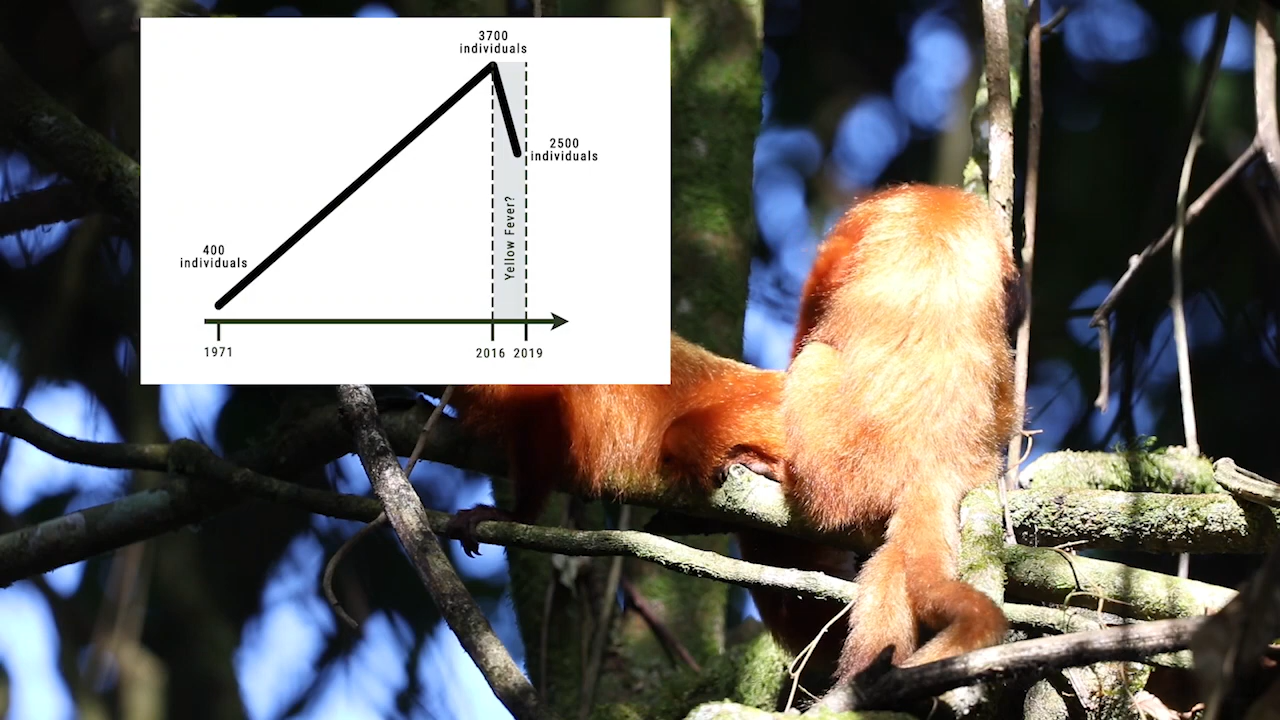 3700
individuals
2500
individuals
Yellow Fever?
400
individuals
1971
2016
2019